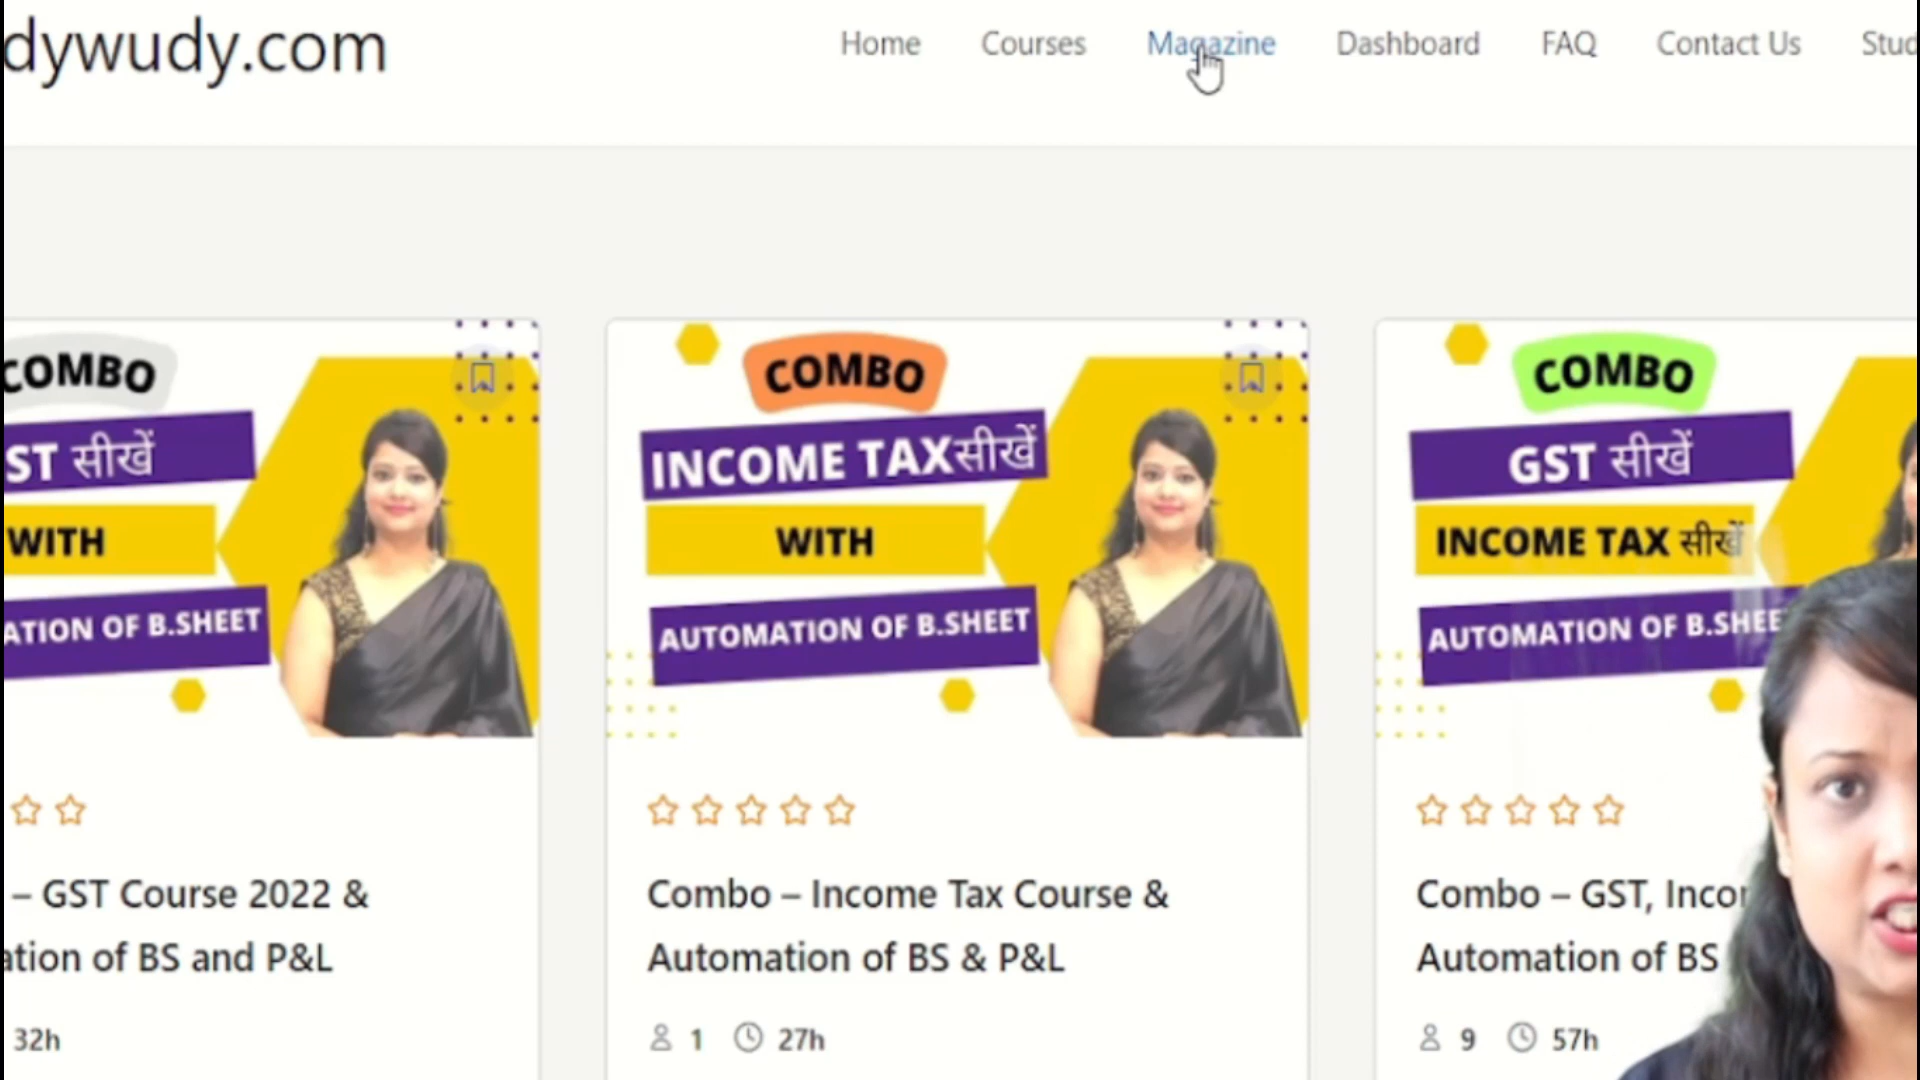 dywudy.com
Home Courses Magazine Dashboard FAQ Contact Us Stud
COMBO
ST सीखें
WITH
ATION OF B.SHEET
– GST Course 2022 &
ation of BS and P&L
32h
COMBO
INCOME TAXसीखें
WITH
AUTOMATION OF B.SHEET
Combo – Income Tax Course &
Automation of BS & P&L
1 27h
COMBO
GST सीखें
INCOME TAX सीखें
AUTOMATION OF B.SHEE
Combo – GST, Incor
Automation of BS
9 57h